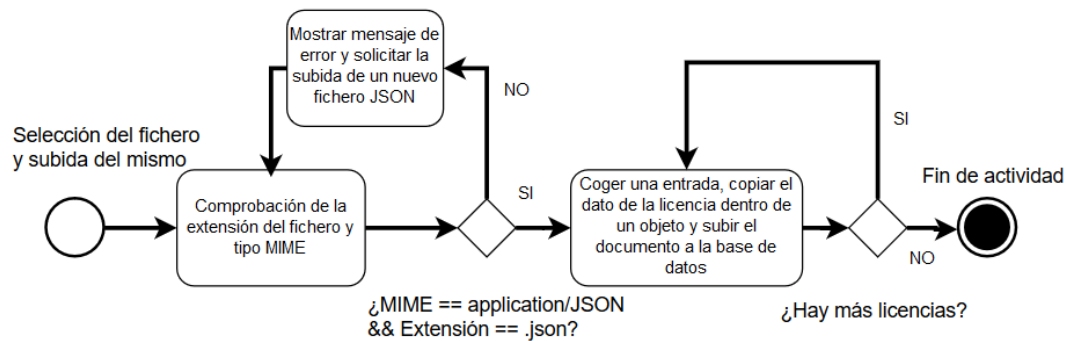 Mostrar mensaje de
error y solicitar la
subida de un nuevo
fichero JSON
NO
SI
Selección del fichero
y subida del mismo
Comprobación de la
extensión del fichero y
tipo MIME
SI
Coger una entrada, copiar el
dato de la licencia dentro de
un objeto y subir el
documento a la base de
datos
Fin de actividad
NO
¿MIME == application/JSON
&& Extensión == .json?
¿Hay más licencias?